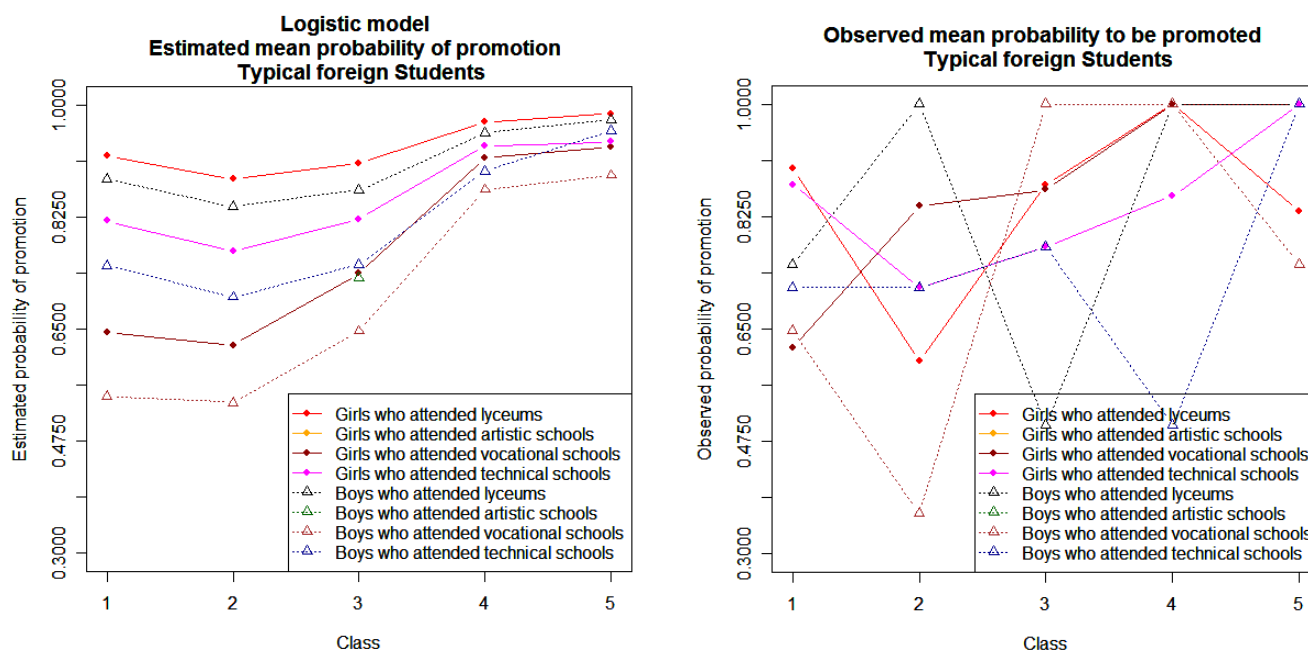 Logistic model
Estimated mean probability of promotion
Typical foreign Students
Estimated probability of promotion
1.0000
0.8250
0.6500
0.4750
0.3000
Girls who attended lyceums
Girls who attended artistic schools
Girls who attended vocational schools
Girls who attended technical schools
Boys who attended lyceums
Boys who attended artistic schools
Boys who attended vocational schools
Boys who attended technical schools
1 2 3 4 5
Class
Observed mean probability to be promoted
Typical foreign Students
Observed probability of promotion
1.0000
0.8250
0.6500
0.4750
0.3000
Girls who attended lyceums
Girls who attended artistic schools
Girls who attended vocational schools
Girls who attended technical schools
Boys who attended lyceums
Boys who attended artistic schools
Boys who attended vocational schools
Boys who attended technical schools
1 2 3 4 5
Class